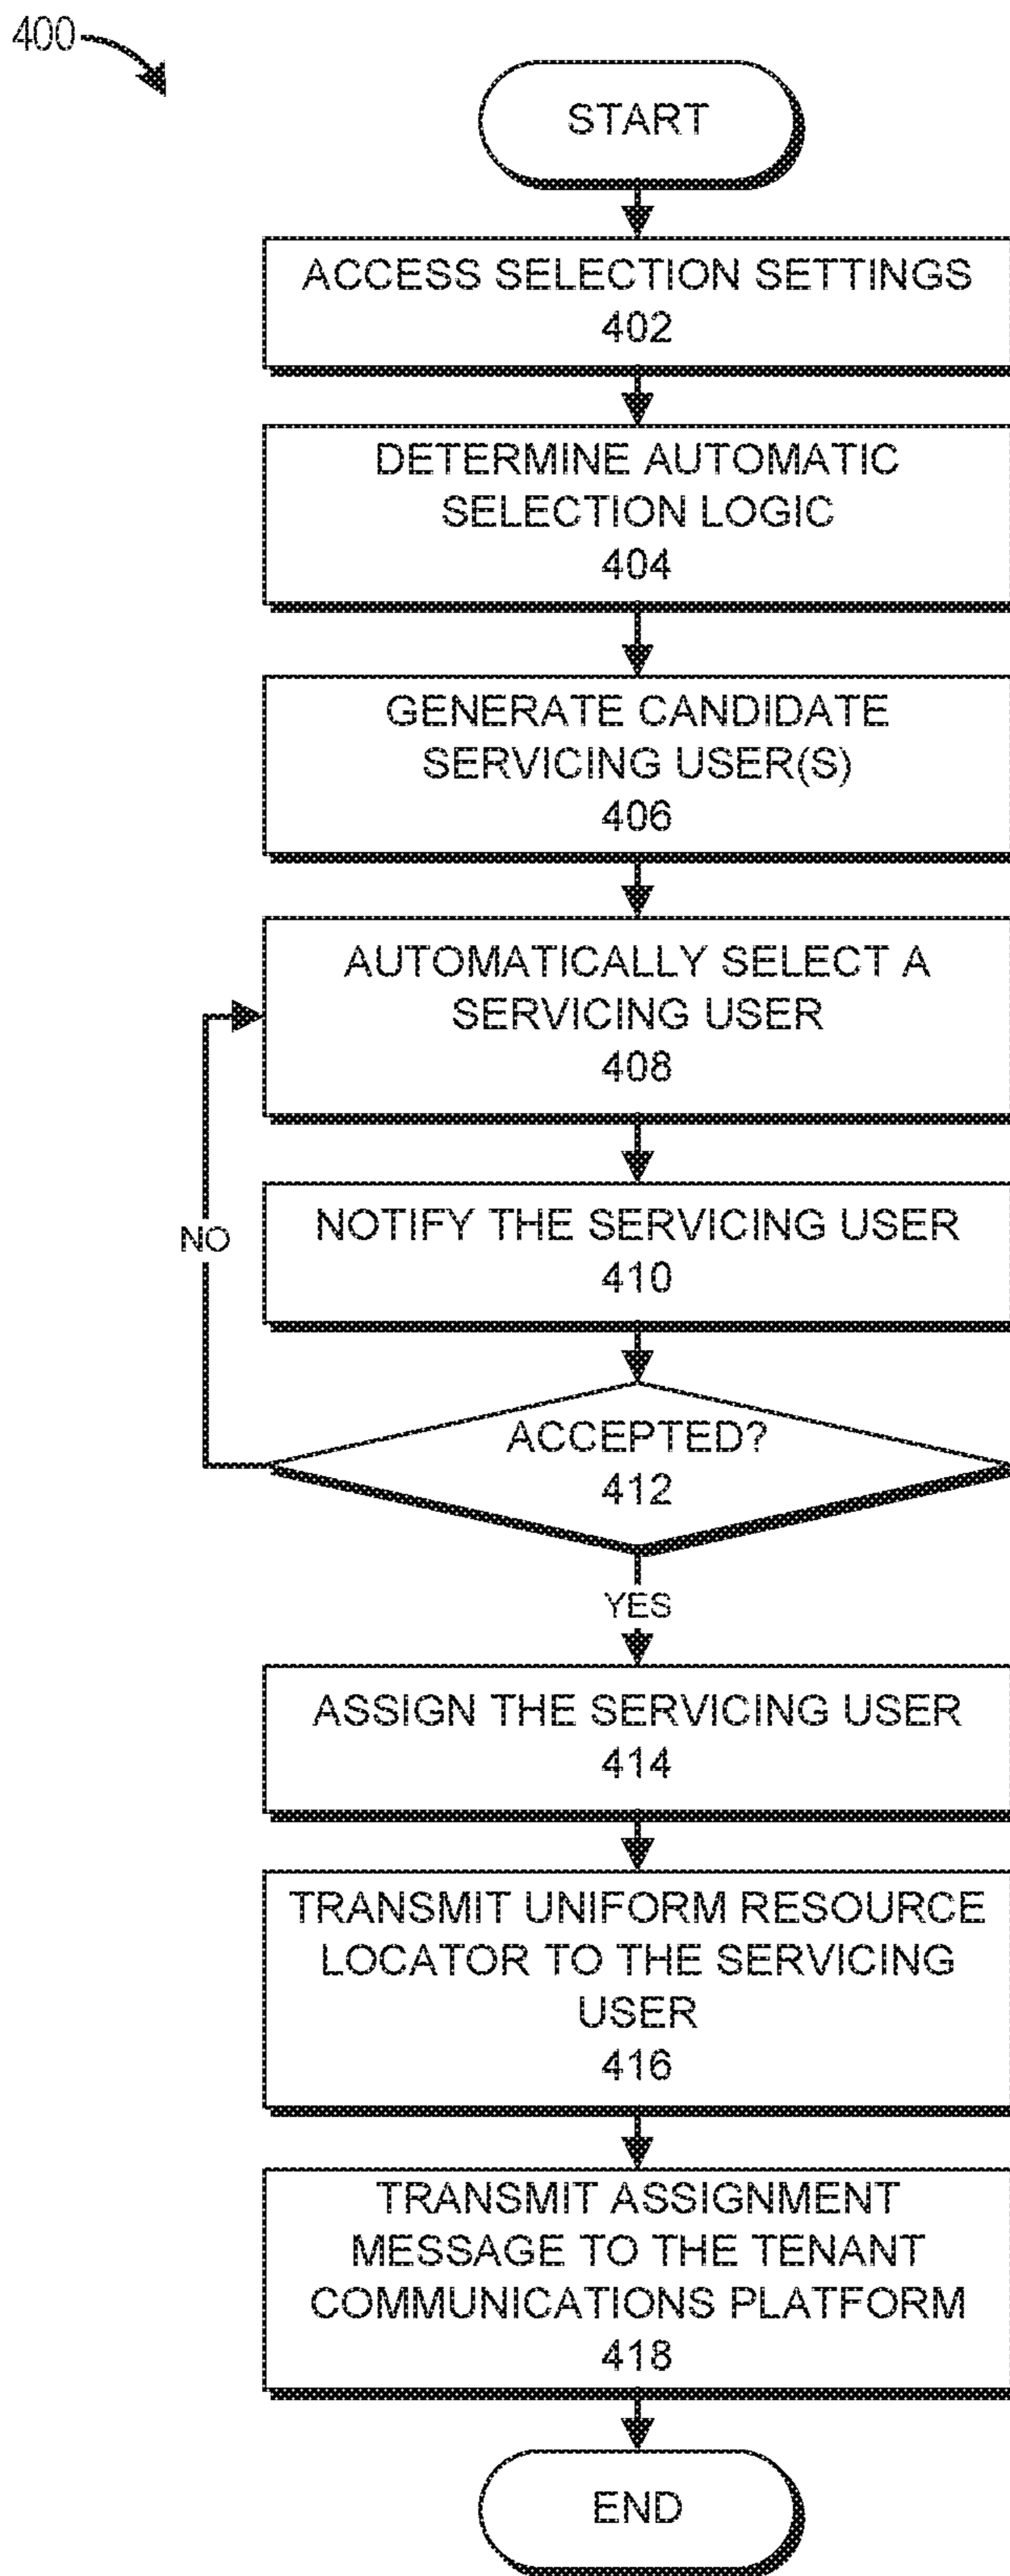 400
START
ACCESS SELECTION SETTINGS
402
DETERMINE AUTOMATIC
SELECTION LOGIC
404
GENERATE CANDIDATE
SERVICING USER(S)
406
AUTOMATICALLY SELECT A
SERVICING USER
408
NOTIFY THE SERVICING USER
410
NO
ACCEPTED?
412
YES
ASSIGN THE SERVICING USER
414
TRANSMIT UNIFORM RESOURCE
LOCATOR TO THE SERVICING
USER
416
TRANSMIT ASSIGNMENT
MESSAGE TO THE TENANT
COMMUNICATIONS PLATFORM
418
END